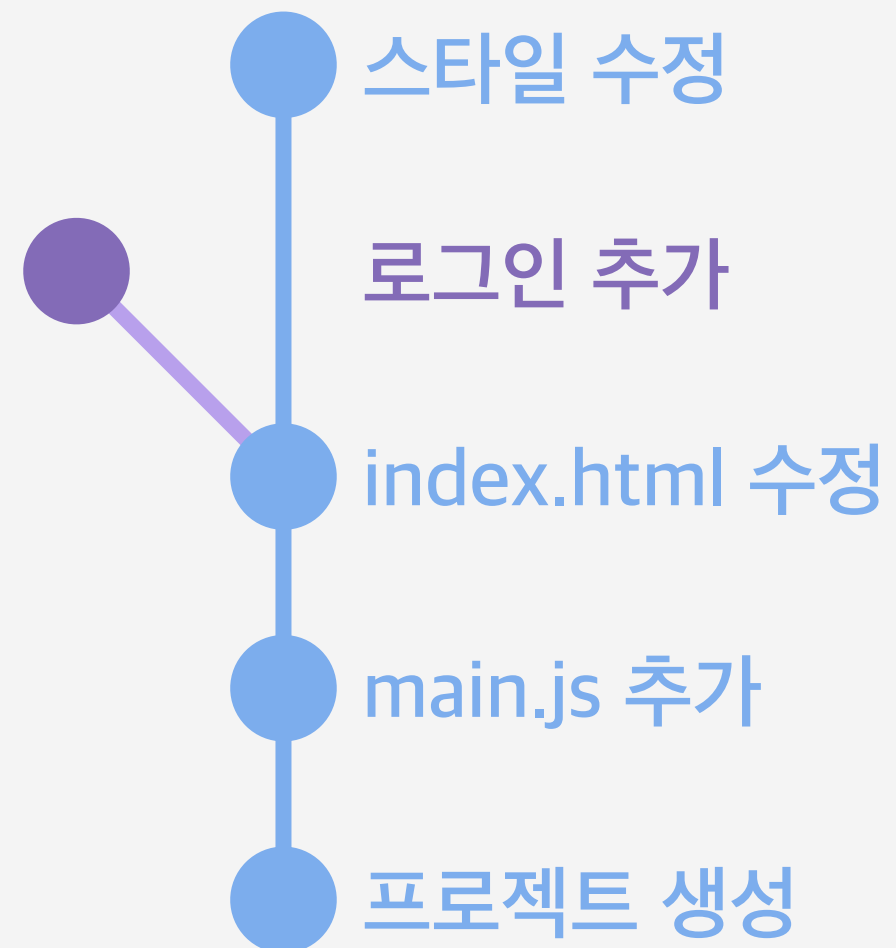 스타일 수정
로그인 추가
index.html 수정
main.js 추가
프로젝트 생성